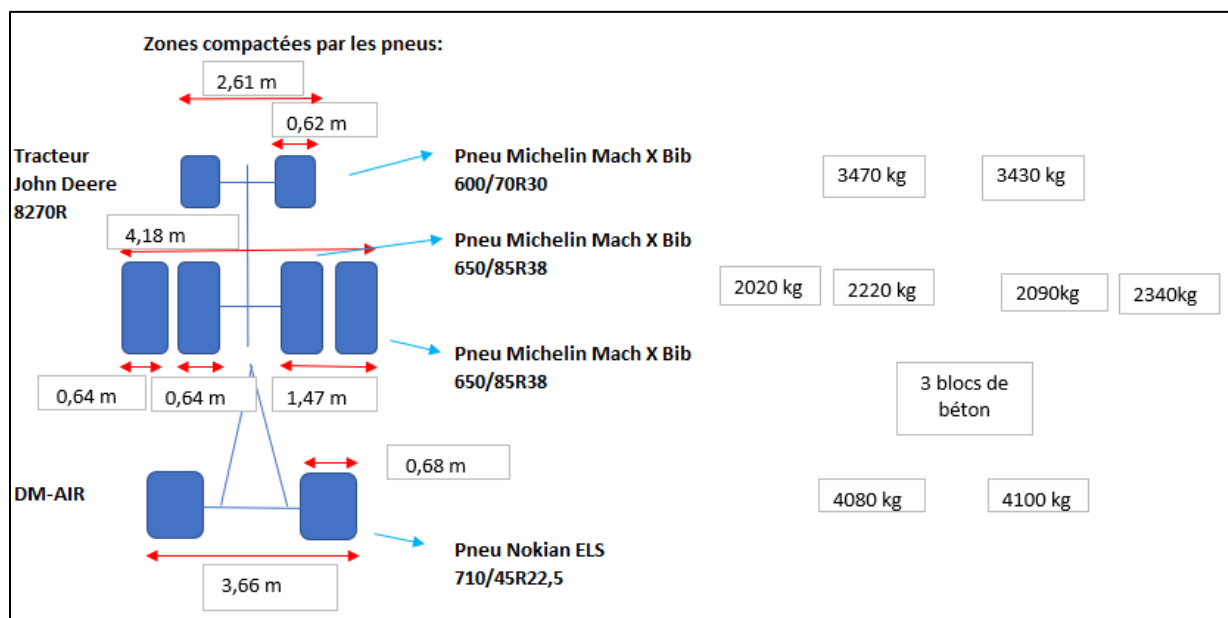 Zones compactées par les pneus:
2,61 m
0,62 m
Tracteur
John Deere
8270R
Pneu Michelin Mach X Bib
600/70R30
3470 kg
3430 kg
4,18 m
Pneu Michelin Mach X Bib
650/85R38
2020 kg
2220 kg
2090kg
2340kg
Pneu Michelin Mach X Bib
650/85R38
0,64 m
0,64 m
1,47 m
3 blocs de
béton
0,68 m
DM-AIR
4080 kg
4100 kg
Pneu Nokian ELS
710/45R22,5
3,66 m